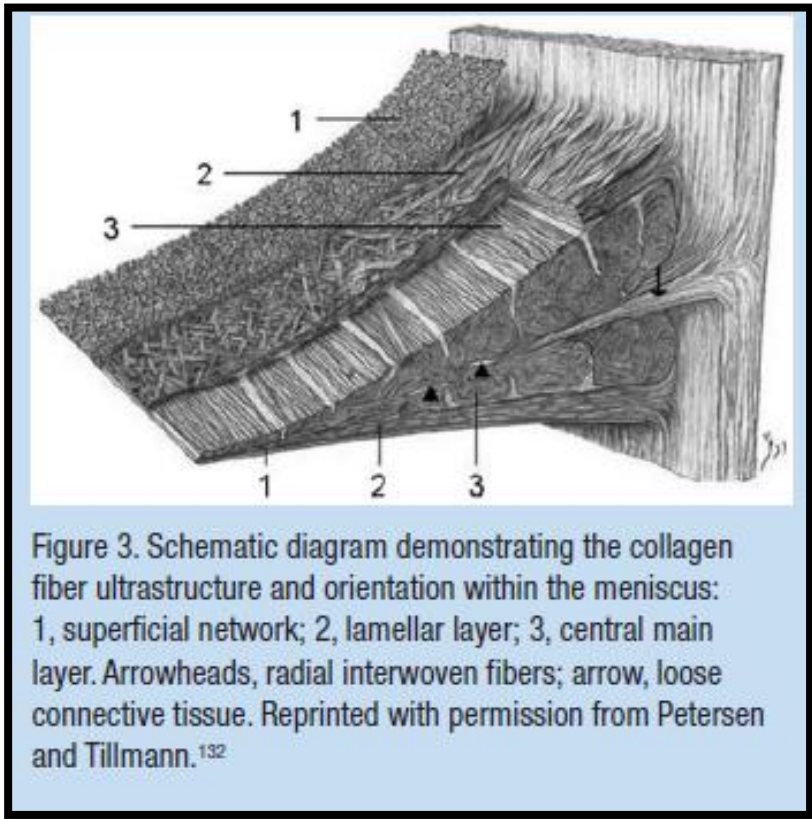 1
2
3
1
2
3
Figure 3. Schematic diagram demonstrating the collagen
fiber ultrastructure and orientation within the meniscus:
1, superficial network; 2, lamellar layer; 3, central main
layer. Arrowheads, radial interwoven fibers; arrow, loose
connective tissue. Reprinted with permission from Petersen
and Tillmann.¹³²